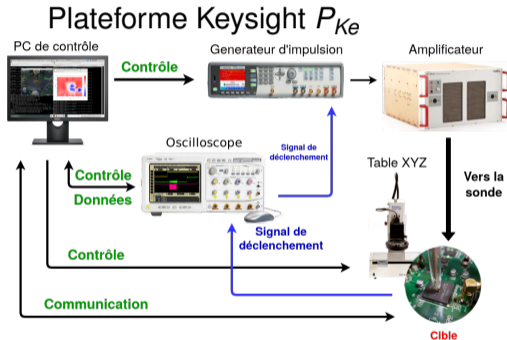 Plateforme Keysight P_Ke
PC de contrôle
Generateur d'impulsion
Amplificateur
Contrôle
Oscilloscope
Signal de
déclenchement
Table XYZ
Contrôle
Données
Vers la
sonde
Signal de
déclenchement
Contrôle
Communication
Cible